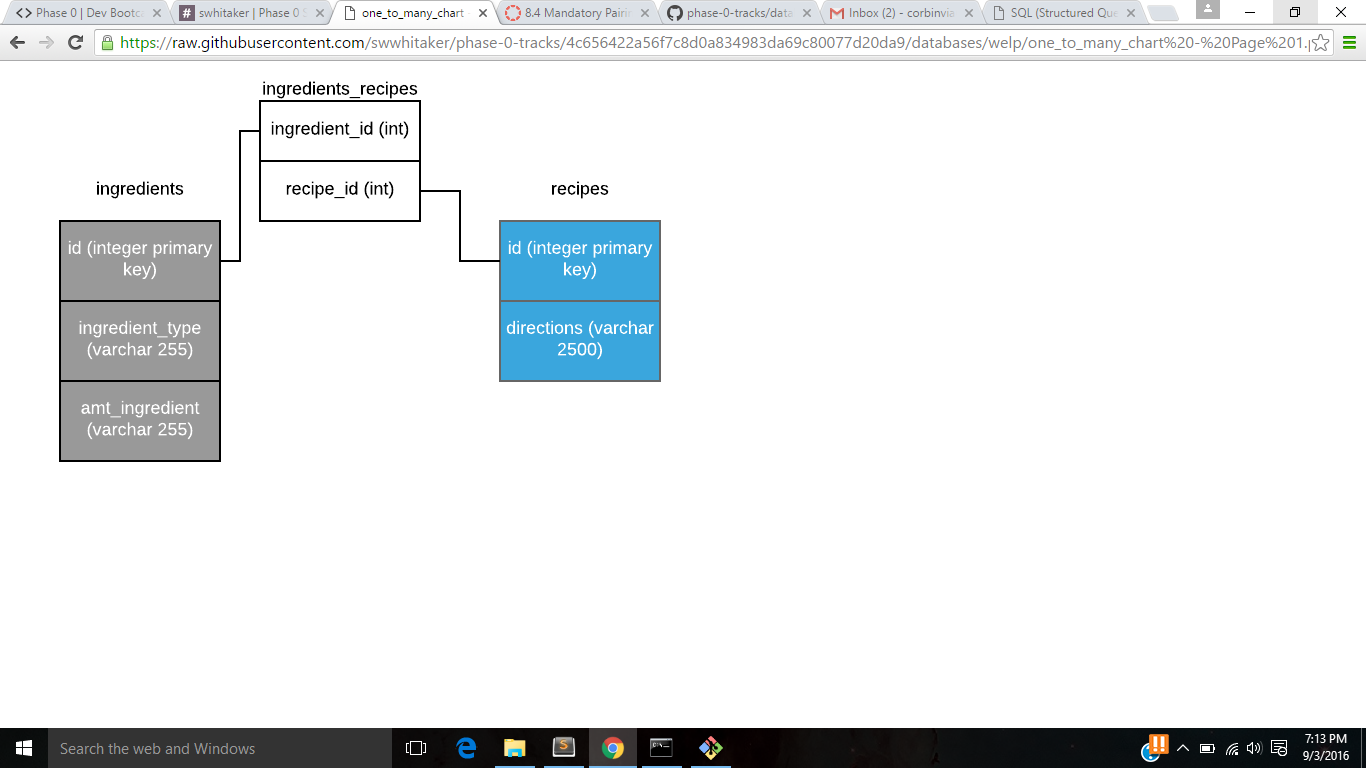 Phase 0 | Dev Bootca
swhitaker | Phase 0 S
one_to_many_chart
8.4 Mandatory Pairin
phase-0-tracks/data
Inbox (2) - corbinvia
SQL (Structured Que
https://raw.githubusercontent.com/swwhitaker/phase-0-tracks/4c656422a56f7c8d0a834983da69c80077d20da9/databases/welp/one_to_many_chart%20-%20Page%201.p
ingredients_recipes
ingredient_id (int)
recipe_id (int)
ingredients
id (integer primary
key)
ingredient_type
(varchar 255)
amt_ingredient
(varchar 255)
recipes
id (integer primary
key)
directions (varchar
2500)
Search the web and Windows
7:13 PM
9/3/2016